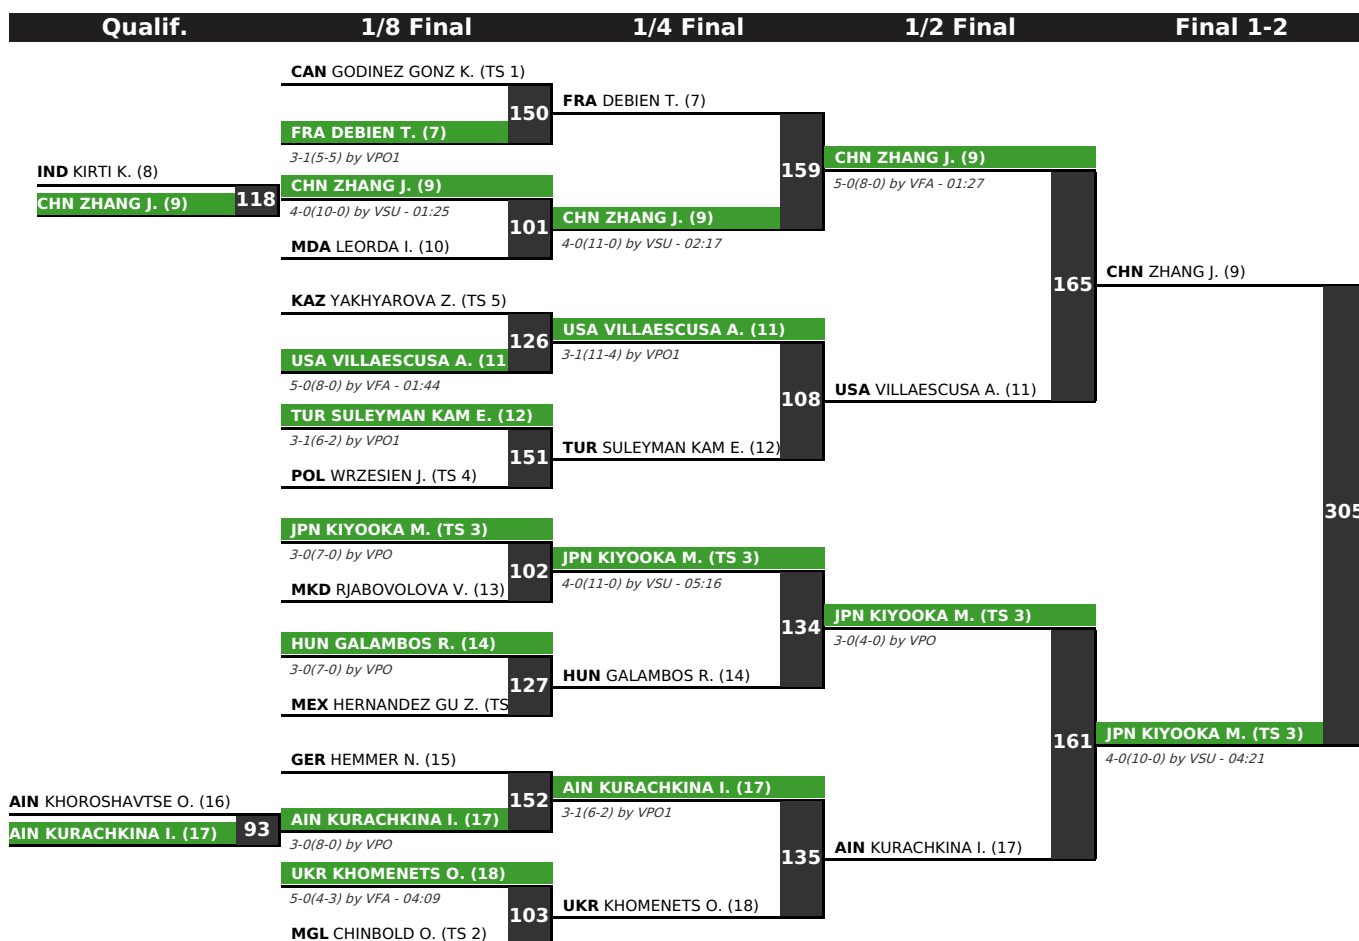 Qualif. 1/8 Final 1/4 Final 1/2 Final Final 1-2
CAN GODINEZ GONZ K. (TS 1)
150
FRA DEBIEN T. (7)
3-1(5-5) by VPO1
IND KIRTI K. (8)
CHN ZHANG J. (9)
118
CHN ZHANG J. (9)
4-0(10-0) by VSU - 01:25
101
MDA LEORDA I. (10)
KAZ YAKHYAROVA Z. (TS 5)
126
USA VILLAESCUSA A. (11
5-0(8-0) by VFA - 01:44
TUR SULEYMAN KAM E. (12)
3-1(6-2) by VPO1
151
POL WRZESIEN J. (TS 4)
JPN KIYOOKA M. (TS 3)
3-0(7-0) by VPO
102
MKD RJABOVOLOVA V. (13)
HUN GALAMBOS R. (14)
3-0(7-0) by VPO
127
MEX HERNANDEZ GU Z. (TS
GER HEMMER N. (15)
152
AIN KHOROSHAVTSE O. (16)
AIN KURACHKINA I. (17)
93
AIN KURACHKINA I. (17)
3-0(8-0) by VPO
UKR KHOMENETS O. (18)
5-0(4-3) by VFA - 04:09
103
MGL CHINBOLD O. (TS 2)
FRA DEBIEN T. (7)
159
CHN ZHANG J. (9)
4-0(11-0) by VSU - 02:17
USA VILLAESCUSA A. (11)
3-1(11-4) by VPO1
108
TUR SULEYMAN KAM E. (12)
JPN KIYOOKA M. (TS 3)
4-0(11-0) by VSU - 05:16
134
HUN GALAMBOS R. (14)
AIN KURACHKINA I. (17)
3-1(6-2) by VPO1
135
UKR KHOMENETS O. (18)
CHN ZHANG J. (9)
5-0(8-0) by VFA - 01:27
165
USA VILLAESCUSA A. (11)
JPN KIYOOKA M. (TS 3)
3-0(4-0) by VPO
161
AIN KURACHKINA I. (17)
CHN ZHANG J. (9)
305
JPN KIYOOKA M. (TS 3)
4-0(10-0) by VSU - 04:21